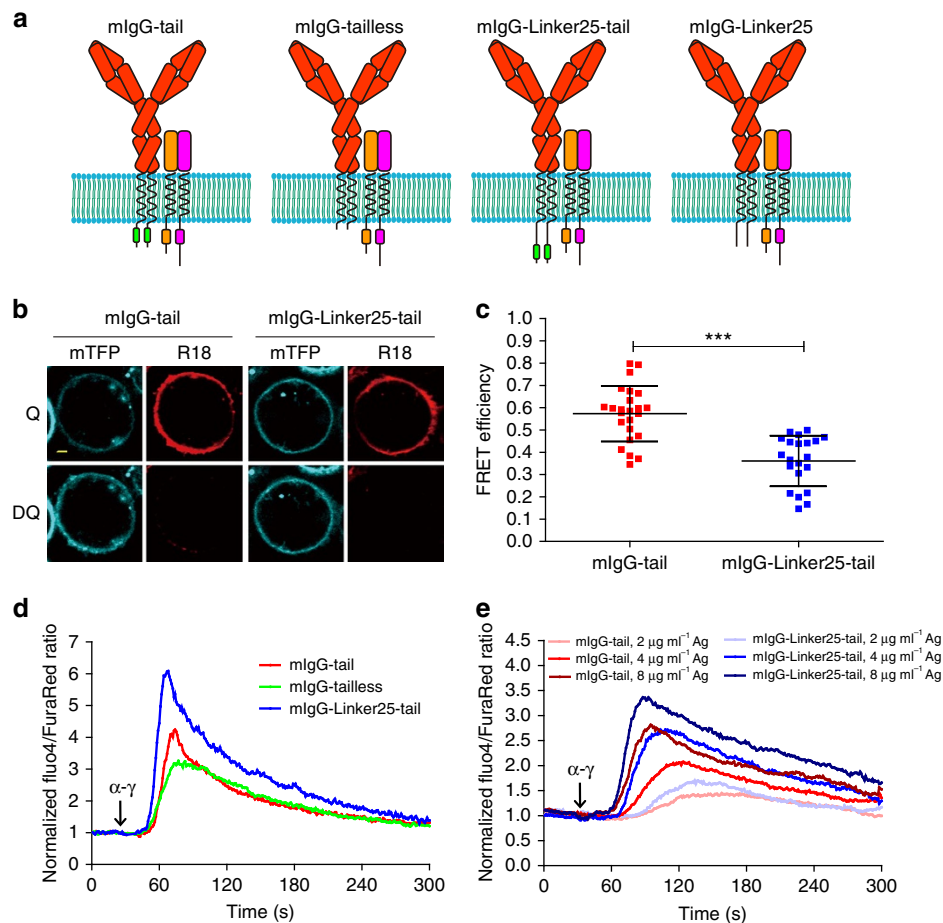 a
mIgG-tail mIgG-tailless mIgG-Linker25-tail mIgG-Linker25
b
mIgG-tail mIgG-Linker25-tail
mTFP R18 mTFP R18
Q
DQ
c
1.0
0.9
0.8
0.7
0.6
0.5
0.4
0.3
0.2
0.1
0.0
FRET efficiency
***
mIgG-tail mIgG-Linker25-tail
d
Normalized fluo4/FuraRed ratio
7
6
5
4
3
2
1
0
mIgG-tail
mIgG-tailless
mIgG-Linker25-tail
α-γ
0 60 120 180 240 300
Time (s)
e
Normalized fluo4/FuraRed ratio
4.5
4.0
3.5
3.0
2.5
2.0
1.5
1.0
0.5
0.0
mIgG-tail, 2 μg ml⁻¹ Ag mIgG-Linker25-tail, 2 μg ml⁻¹ Ag
mIgG-tail, 4 μg ml⁻¹ Ag mIgG-Linker25-tail, 4 μg ml⁻¹ Ag
mIgG-tail, 8 μg ml⁻¹ Ag mIgG-Linker25-tail, 8 μg ml⁻¹ Ag
α-γ
0 60 120 180 240 300
Time (s)